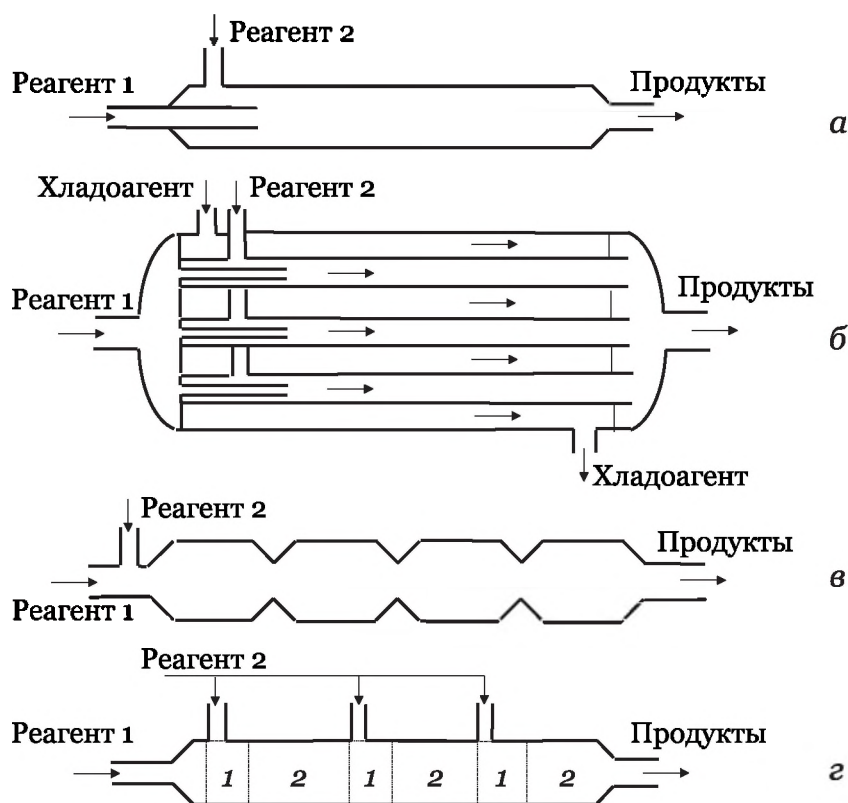 Реагент 2
Реагент 1
Продукты
а
Хладоагент
Реагент 2
Реагент 1
Продукты
б
Хладоагент
Реагент 2
Продукты
в
Реагент 1
Реагент 2
Реагент 1
Продукты
1 2 1 2 1 2
г